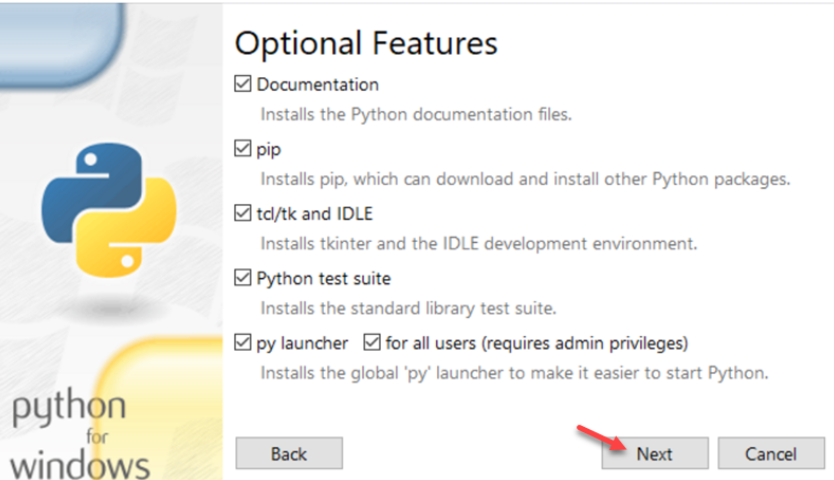 Optional Features
Documentation
Installs the Python documentation files.
pip
Installs pip, which can download and install other Python packages.
tcl/tk and IDLE
Installs tkinter and the IDLE development environment.
Python test suite
Installs the standard library test suite.
py launcher for all users (requires admin privileges)
Installs the global 'py' launcher to make it easier to start Python.
python
for
windows
Back Next Cancel